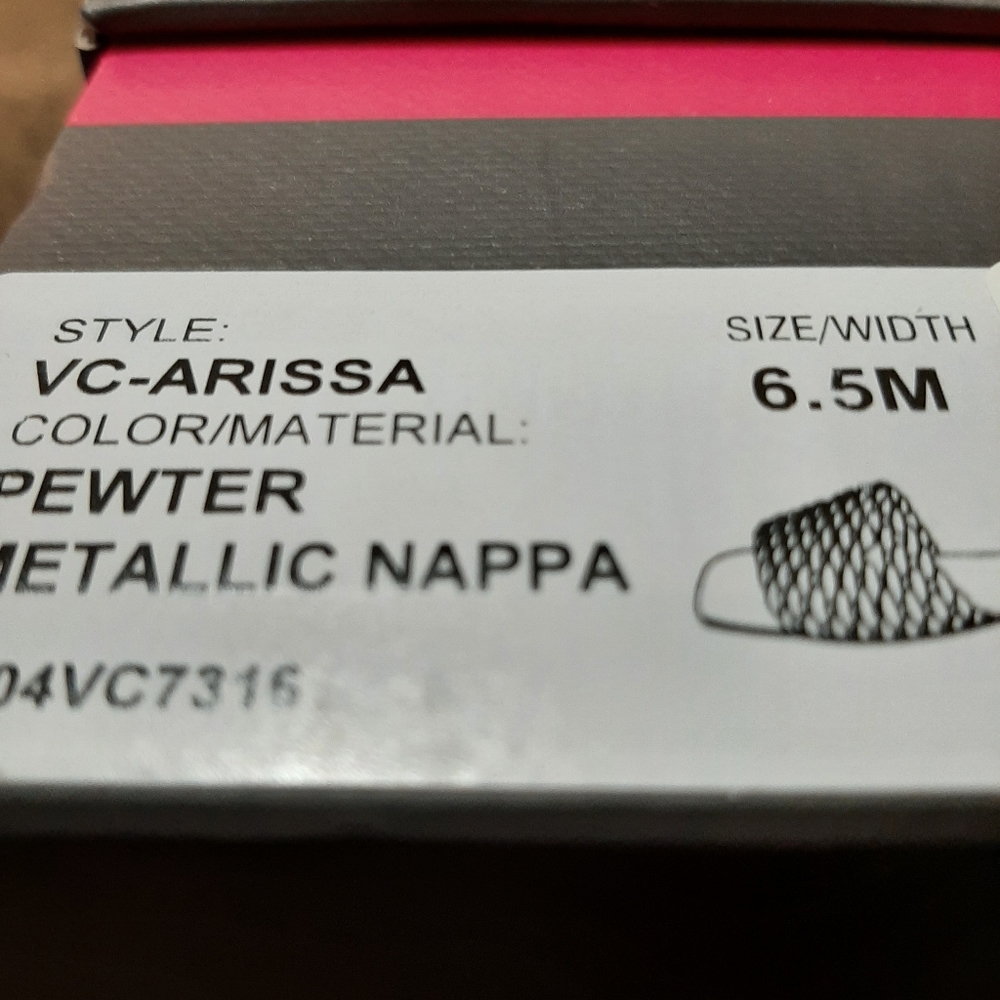 STYLE:
VC-ARISSA
SIZE/WIDTH
6.5M
COLOR/MATERIAL:
PEWTER
METALLIC NAPPA
04VC7316